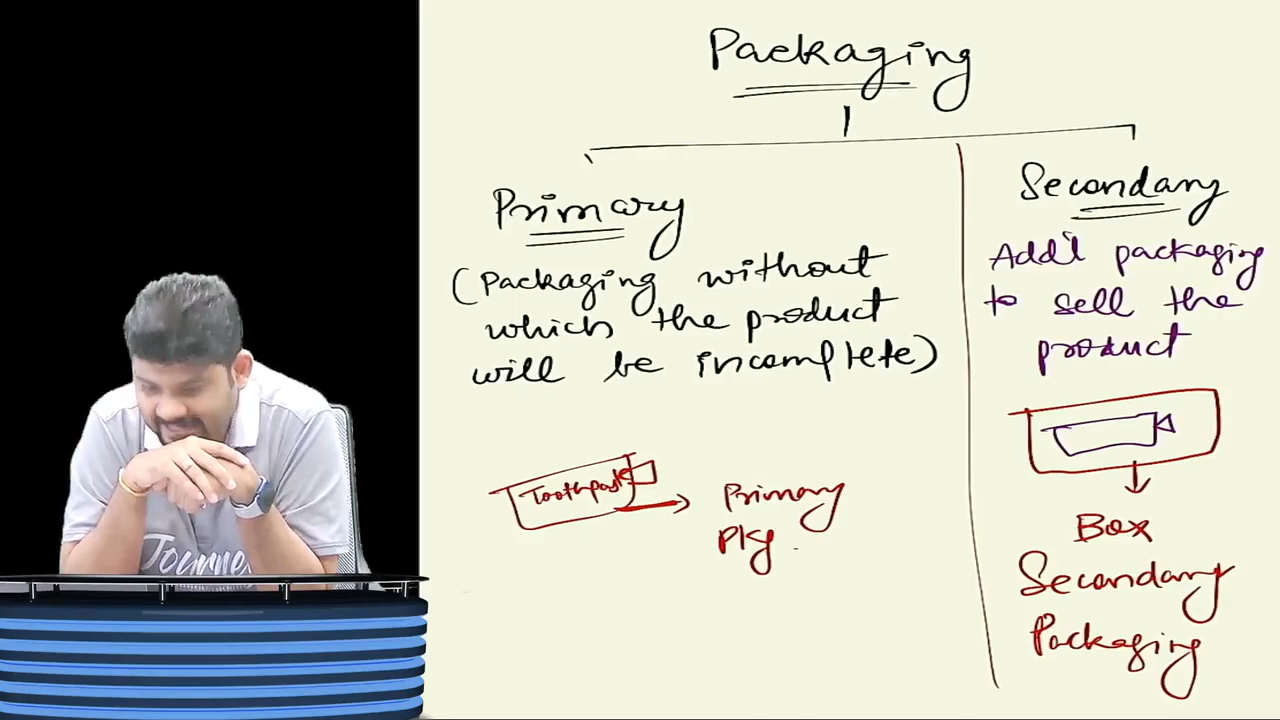 Packaging
Primary
(Packaging without
which the product
will be incomplete)
Toothpaste
Primary
Pkg.
Secondary
Add'l packaging
to sell the
product
Box
Secondary
Packaging
Journe